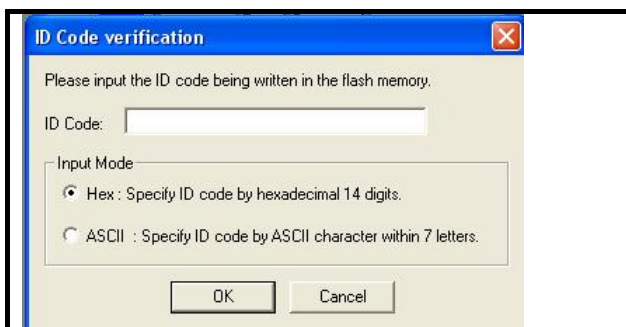 ID Code verification
Please input the ID code being written in the flash memory.
ID Code:
Input Mode
Hex : Specify ID code by hexadecimal 14 digits.
ASCII : Specify ID code by ASCII character within 7 letters.
OK Cancel